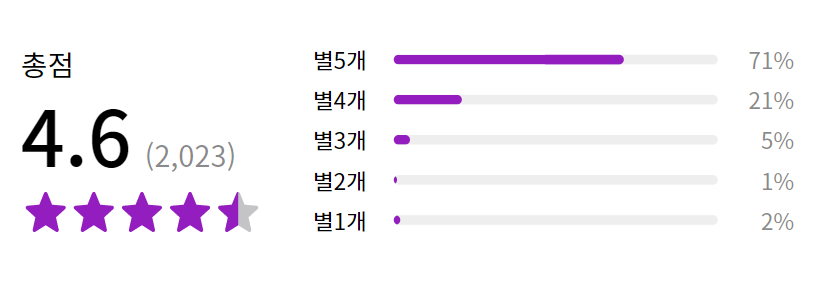 총점
4.6 (2,023)
별5개 71%
별4개 21%
별3개 5%
별2개 1%
별1개 2%